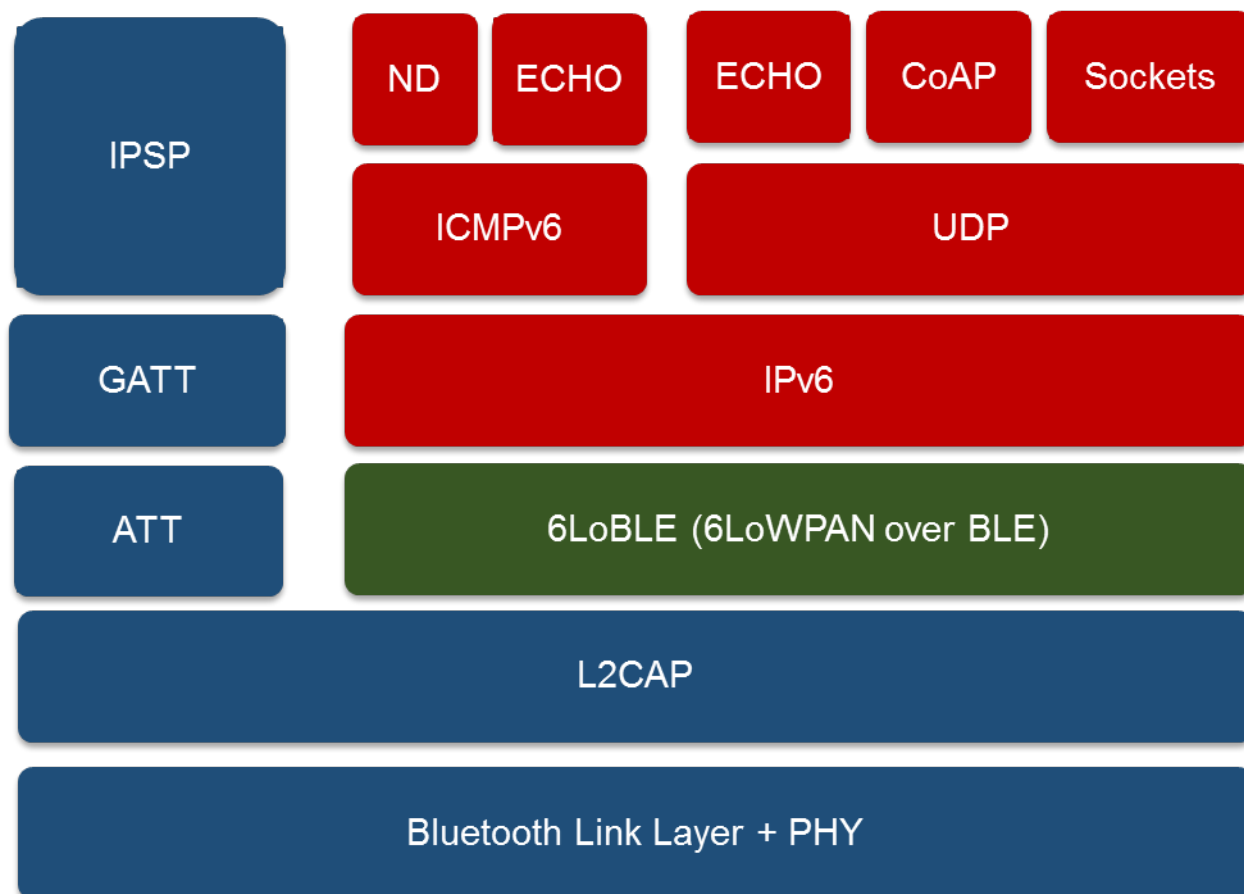 IPSP
ND
ECHO
ECHO
CoAP
Sockets
ICMPv6
UDP
GATT
IPv6
ATT
6LoBLE (6LoWPAN over BLE)
L2CAP
Bluetooth Link Layer + PHY